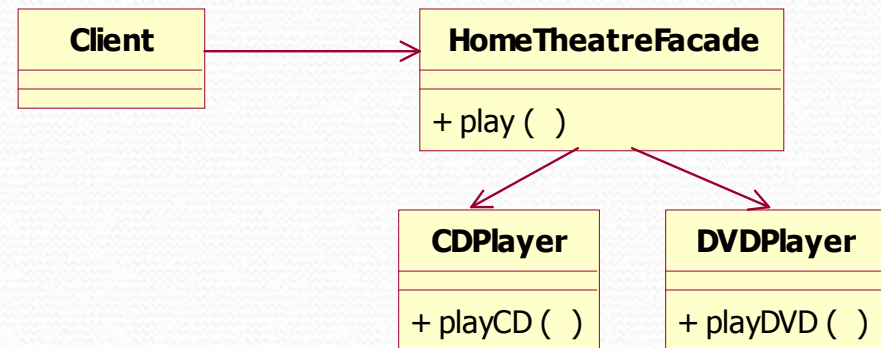 Client
HomeTheatreFacade
+ play ( )
CDPlayer
DVDPlayer
+ playCD ( )
+ playDVD ( )